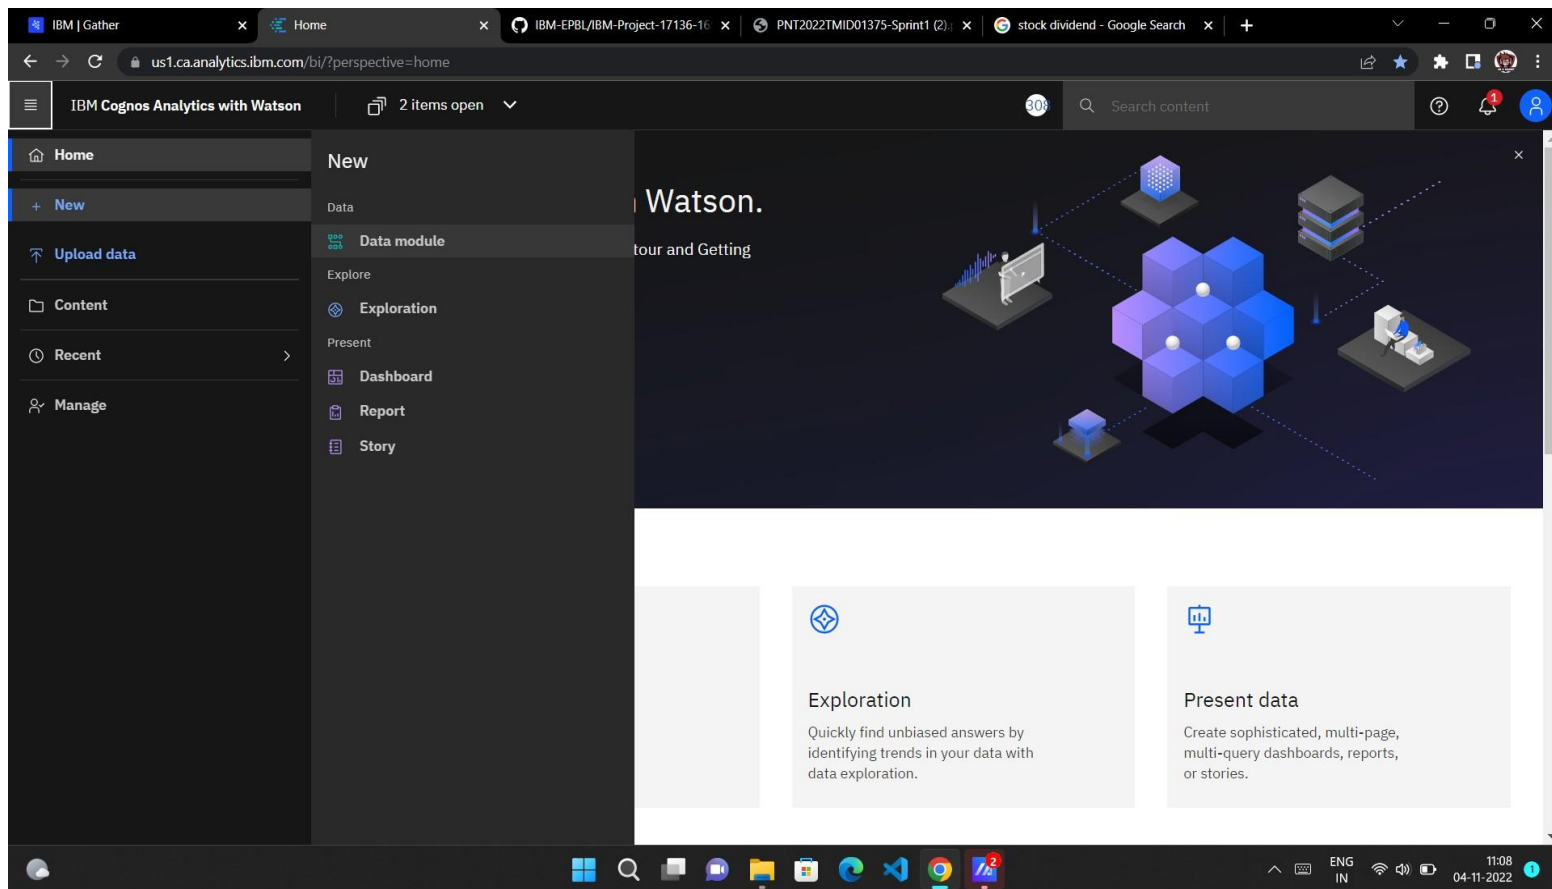 IBM | Gather
Home
IBM-EPBL/IBM-Project-17136-16
PNT2022TMID01375-Sprint1 (2).
stock dividend - Google Search
us1.ca.analytics.ibm.com/bi/?perspective=home
IBM Cognos Analytics with Watson
2 items open
308
Search content
1
Home
New
Upload data
Content
Recent
Manage
New
Data
Data module
Explore
Exploration
Present
Dashboard
Report
Story
Watson.
tour and Getting
Exploration
Quickly find unbiased answers by
identifying trends in your data with
data exploration.
Present data
Create sophisticated, multi-page,
multi-query dashboards, reports,
or stories.
2
ENG
IN
11:08
04-11-2022
1